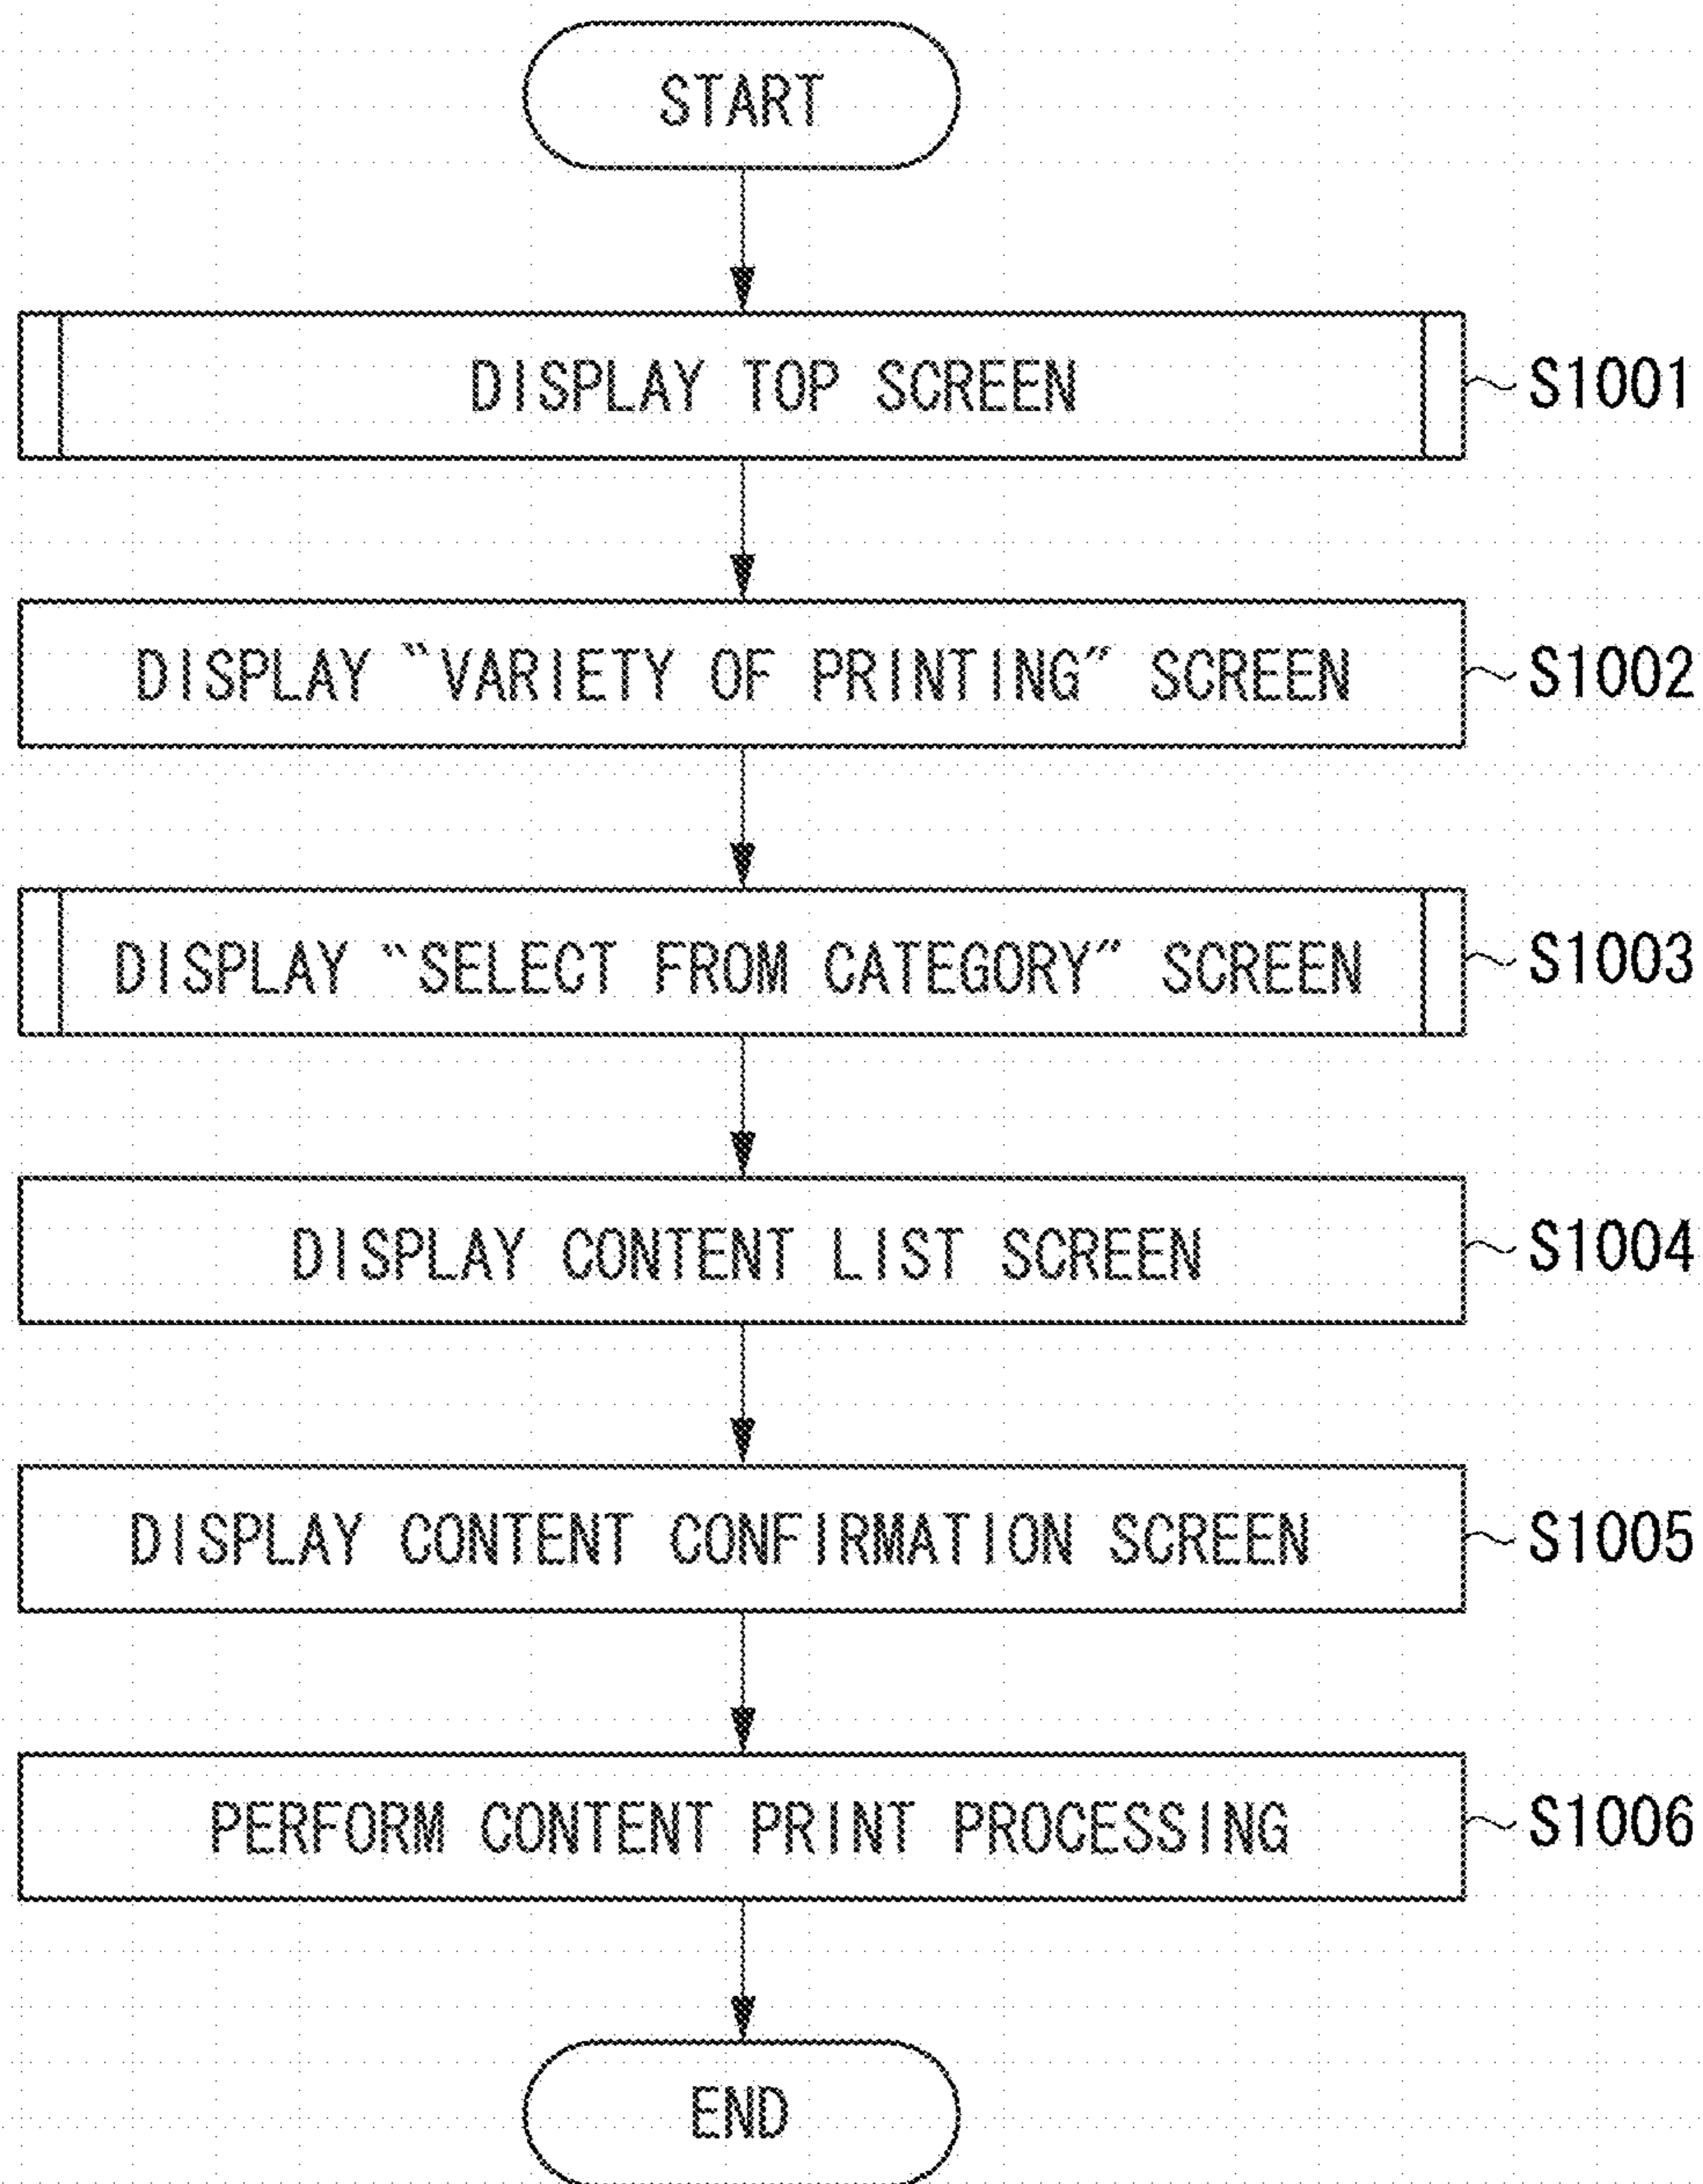 START
DISPLAY TOP SCREEN S1001
DISPLAY “VARIETY OF PRINTING” SCREEN S1002
DISPLAY “SELECT FROM CATEGORY” SCREEN S1003
DISPLAY CONTENT LIST SCREEN S1004
DISPLAY CONTENT CONFIRMATION SCREEN S1005
PERFORM CONTENT PRINT PROCESSING S1006
END